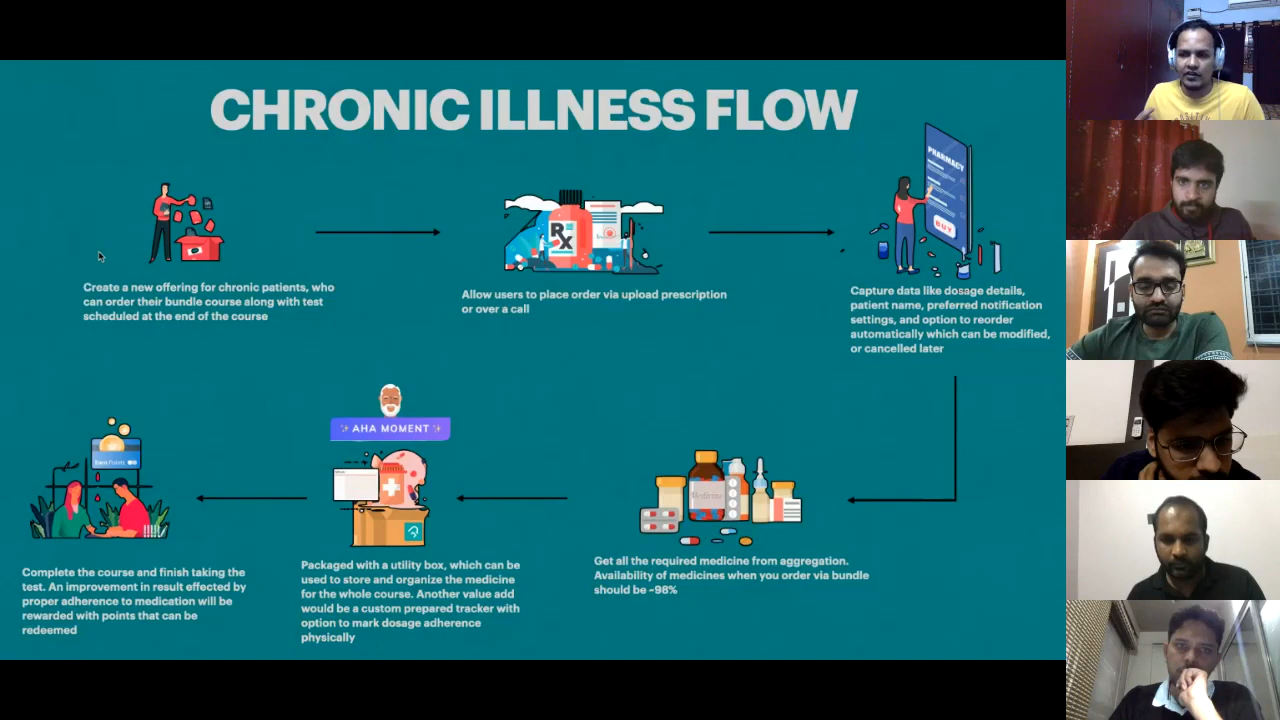 CHRONIC ILLNESS FLOW
Create a new offering for chronic patients, who
can order their bundle course along with test
scheduled at the end of the course
RX
Allow users to place order via upload prescription
or over a call
PHARMACY
BUY
Capture data like dosage details,
patient name, preferred notification
settings, and option to reorder
automatically which can be modified,
or cancelled later
Earn Points
Complete the course and finish taking the
test. An improvement in result effected by
proper adherence to medication will be
rewarded with points that can be
redeemed
✨ AHA MOMENT ✨
Packaged with a utility box, which can be
used to store and organize the medicine
for the whole course. Another value add
would be a custom prepared tracker with
option to mark dosage adherence
physically
Get all the required medicine from aggregation.
Availability of medicines when you order via bundle
should be ~98%